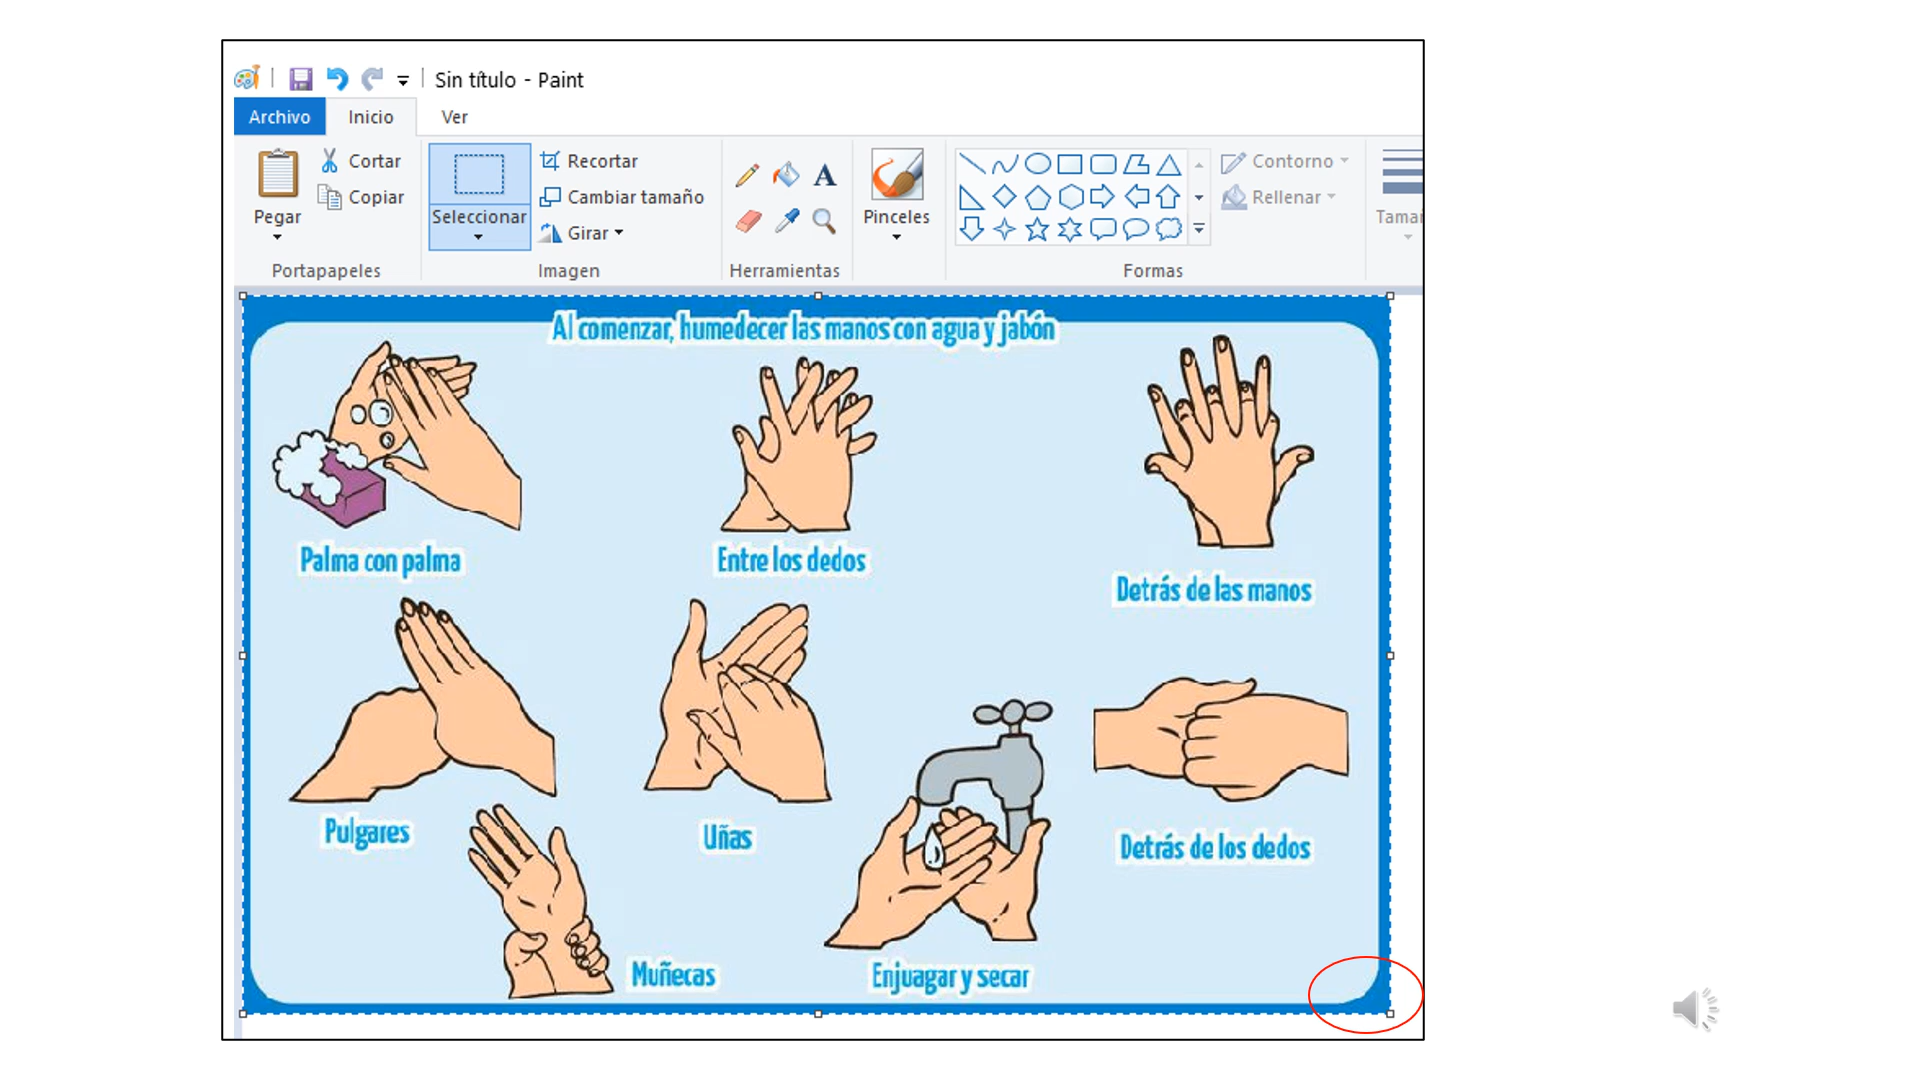 Sin título - Paint
Archivo Inicio Ver
Pegar
Cortar
Copiar
Portapapeles
Seleccionar
Recortar
Cambiar tamaño
Girar
Imagen
A
Herramientas
Pinceles
Formas
Contorno
Rellenar
Al comenzar, humedecer las manos con agua y jabón
Palma con palma
Entre los dedos
Detrás de las manos
Pulgares
Uñas
Detrás de los dedos
Muñecas
Enjuagar y secar